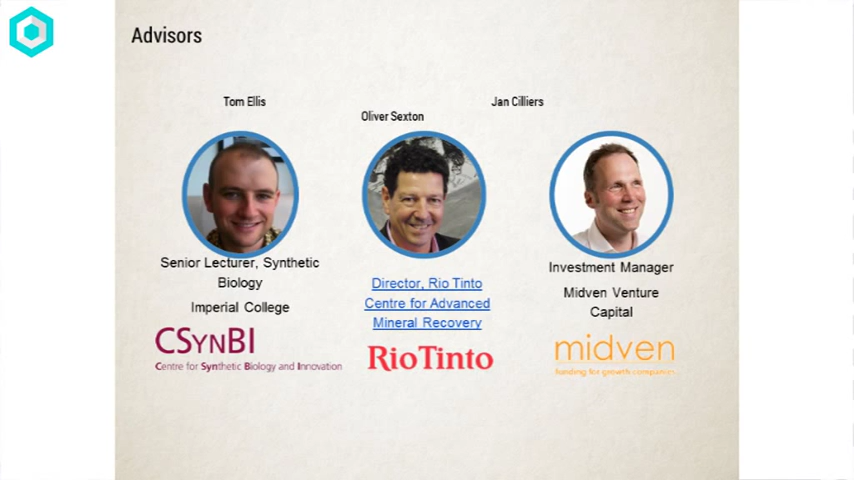 Advisors
Tom Ellis
Oliver Sexton
Jan Cilliers
Senior Lecturer, Synthetic
Biology
Imperial College
CSYNBI
Centre for Synthetic Biology and Innovation
Director, Rio Tinto
Centre for Advanced
Mineral Recovery
RioTinto
Investment Manager
Midven Venture
Capital
midven
funding for growth companies